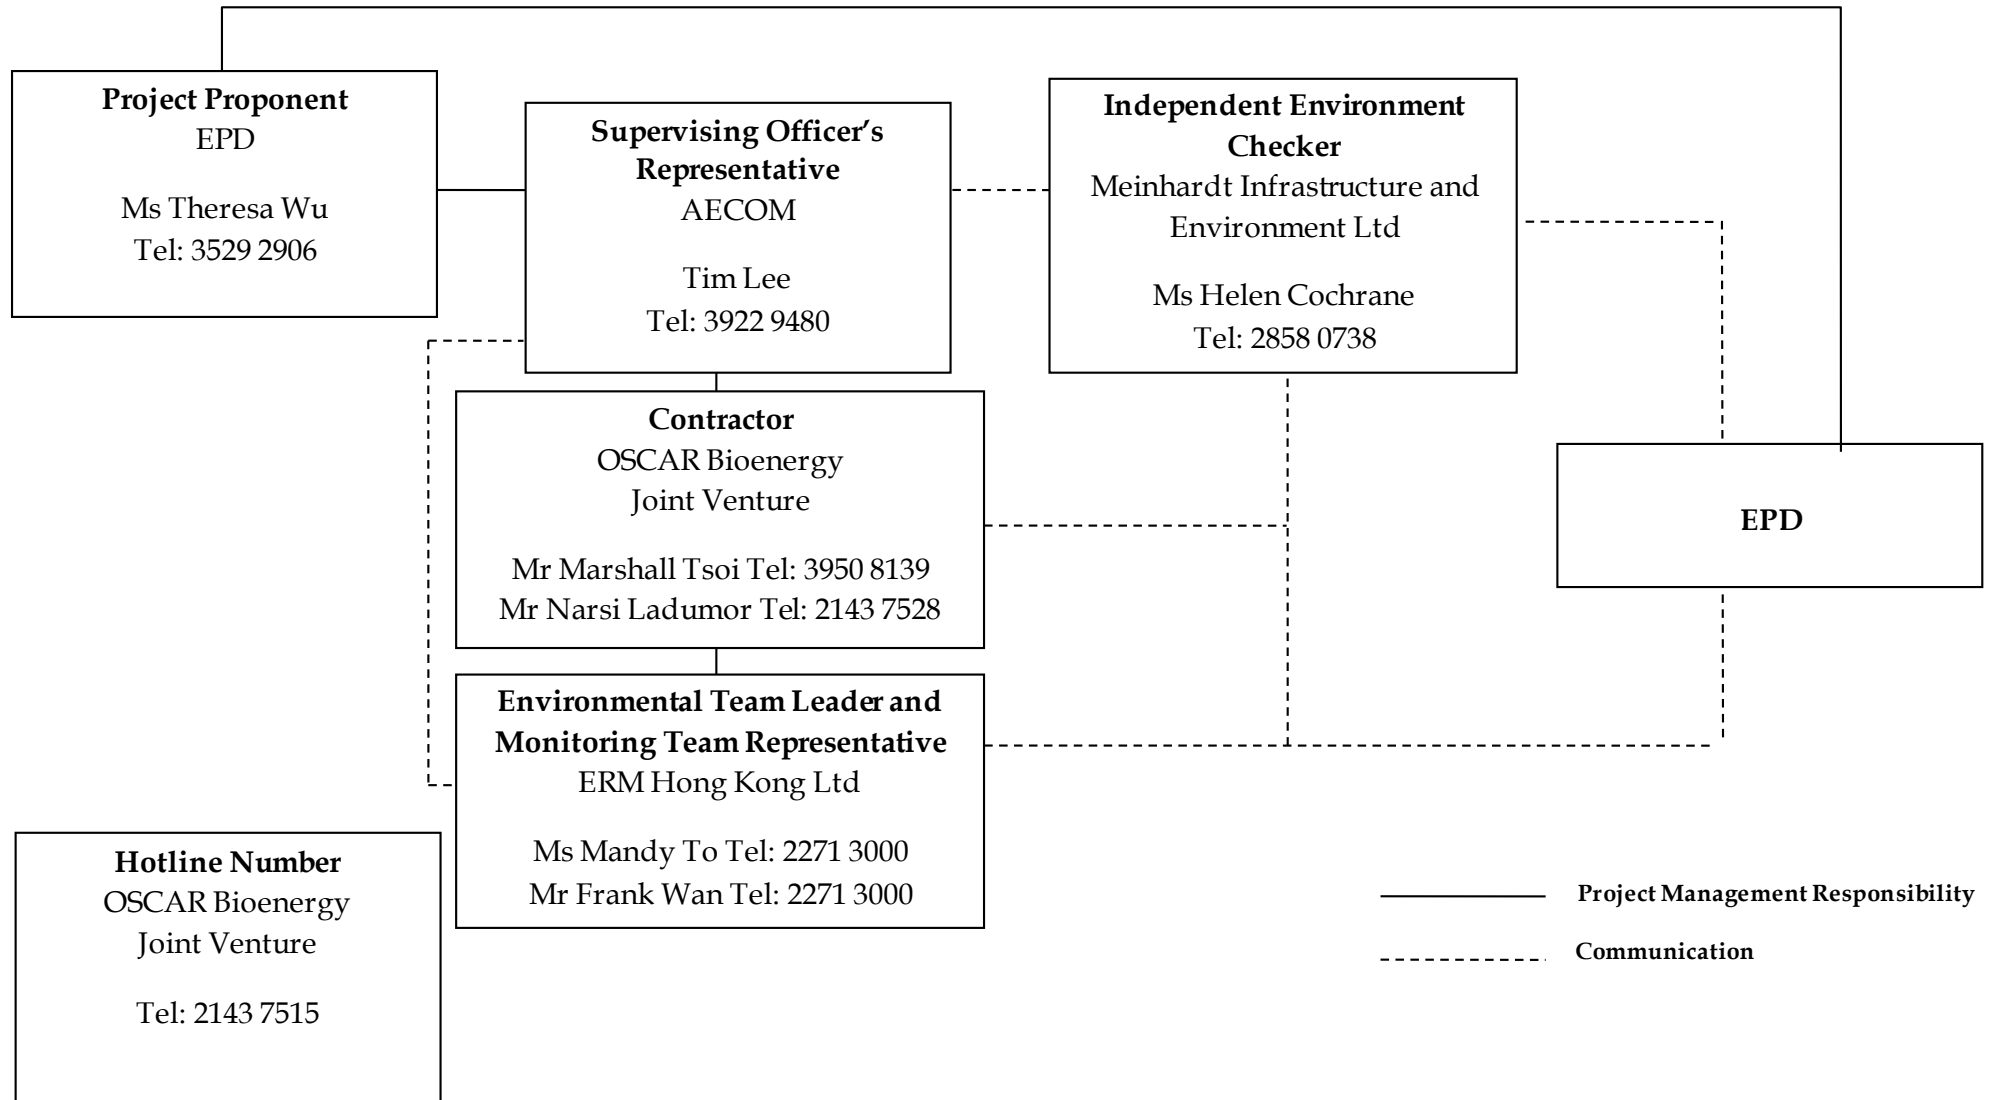 Project Proponent
EPD
Ms Theresa Wu
Tel: 3529 2906
Supervising Officer’s
Representative
AECOM
Tim Lee
Tel: 3922 9480
Independent Environment
Checker
Meinhardt Infrastructure and
Environment Ltd
Ms Helen Cochrane
Tel: 2858 0738
Contractor
OSCAR Bioenergy
Joint Venture
Mr Marshall Tsoi Tel: 3950 8139
Mr Narsi Ladumor Tel: 2143 7528
EPD
Environmental Team Leader and
Monitoring Team Representative
ERM Hong Kong Ltd
Ms Mandy To Tel: 2271 3000
Mr Frank Wan Tel: 2271 3000
Hotline Number
OSCAR Bioenergy
Joint Venture
Tel: 2143 7515
Project Management Responsibility
Communication